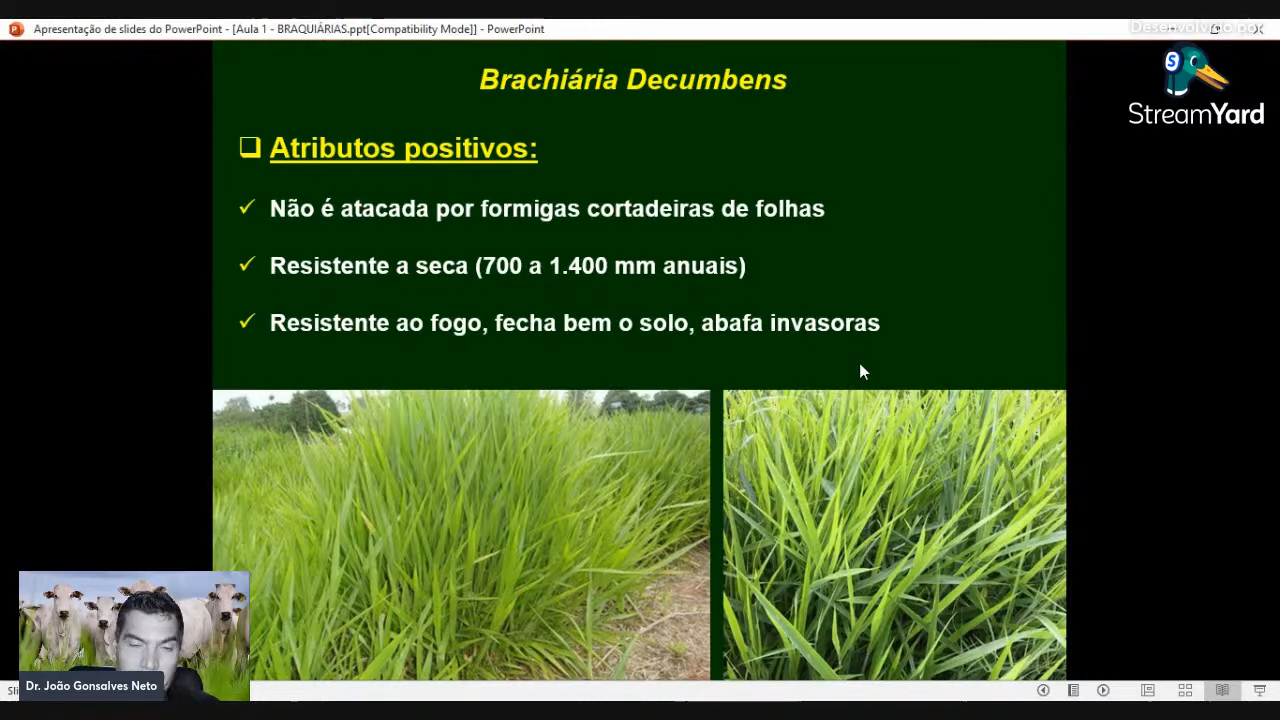 Apresentação de slides do PowerPoint - [Aula 1 - BRAQUIÁRIAS.ppt[Compatibility Mode]] - PowerPoint
Desenvolvido por
S
StreamYard
Brachiária Decumbens
Atributos positivos:
Não é atacada por formigas cortadeiras de folhas
Resistente a seca (700 a 1.400 mm anuais)
Resistente ao fogo, fecha bem o solo, abafa invasoras
Dr. João Gonsalves Neto